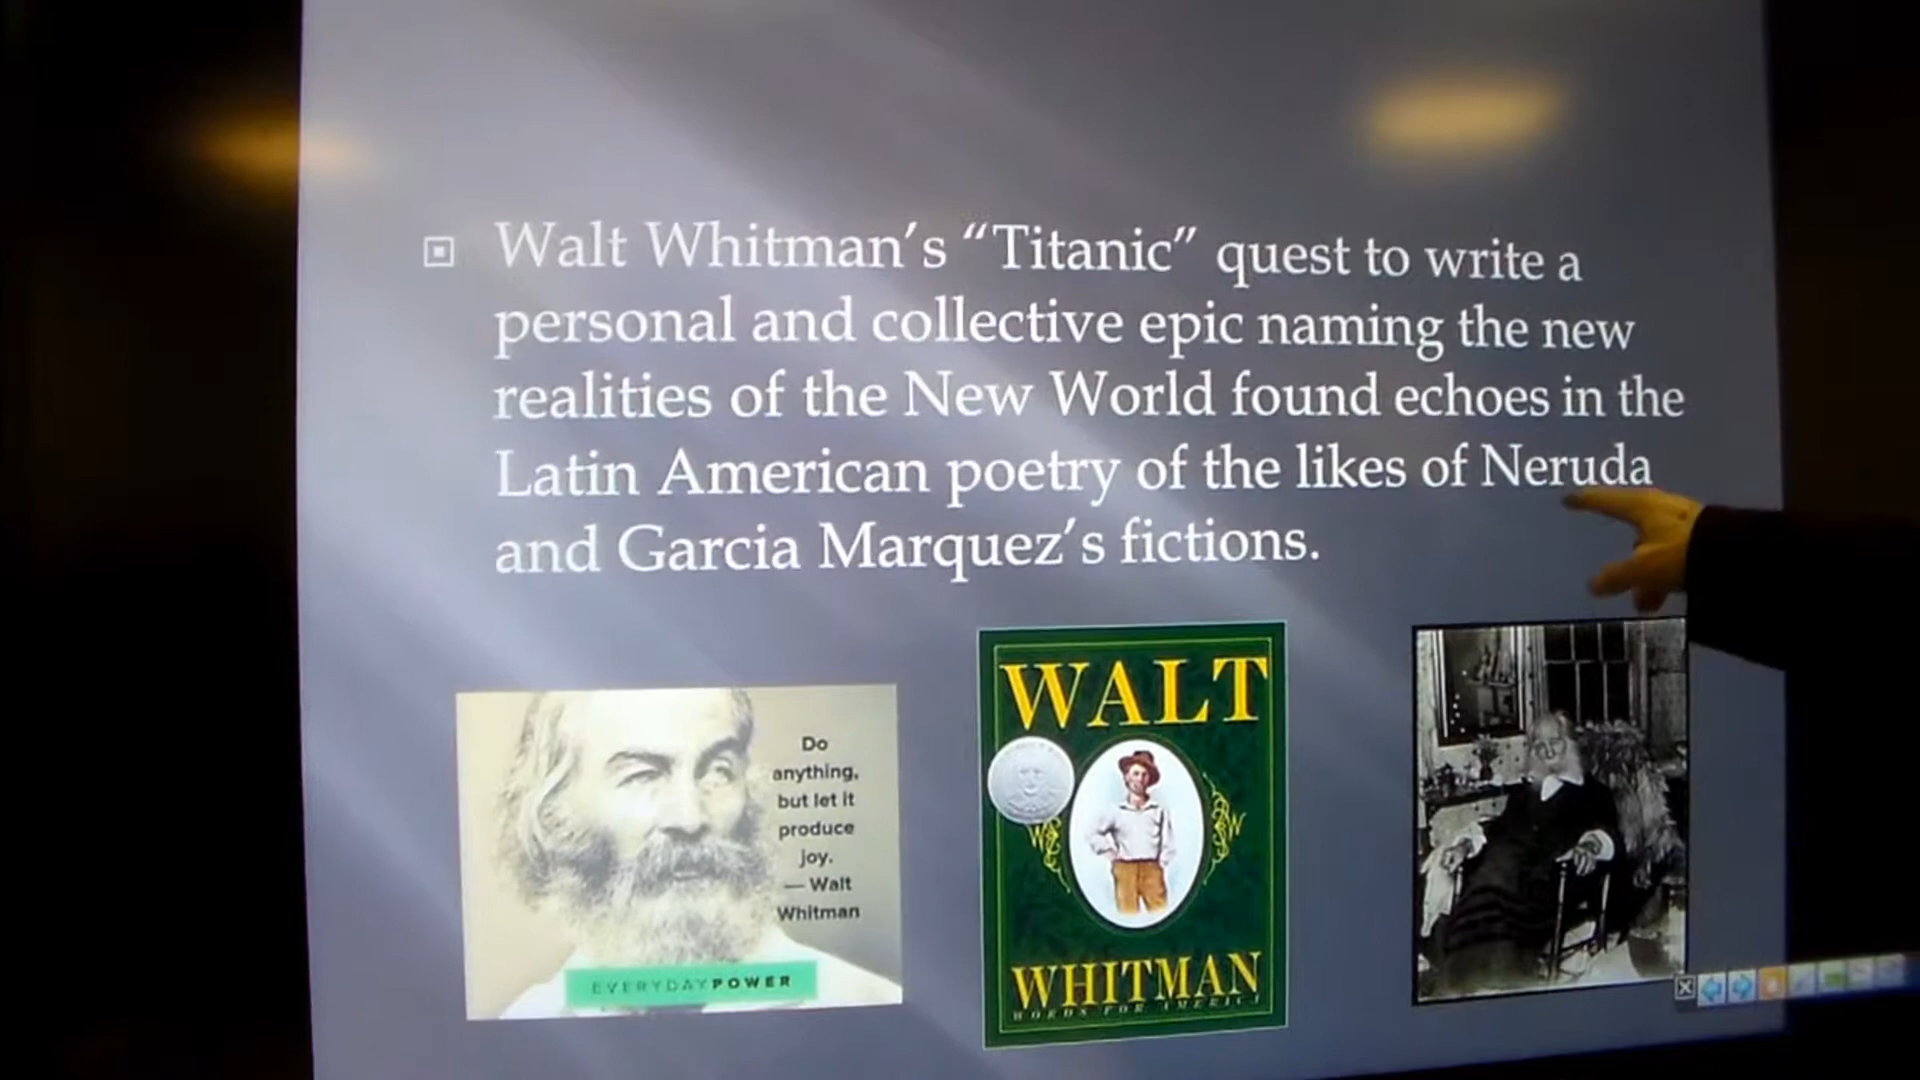 Walt Whitman's “Titanic” quest to write a
personal and collective epic naming the new
realities of the New World found echoes in the
Latin American poetry of the likes of Neruda
and Garcia Marquez's fictions.
Do
anything,
but let it
produce
joy.
— Walt
Whitman
EVERYDAYPOWER
WALT
W W
WHITMAN
WORDS FOR AMERICA